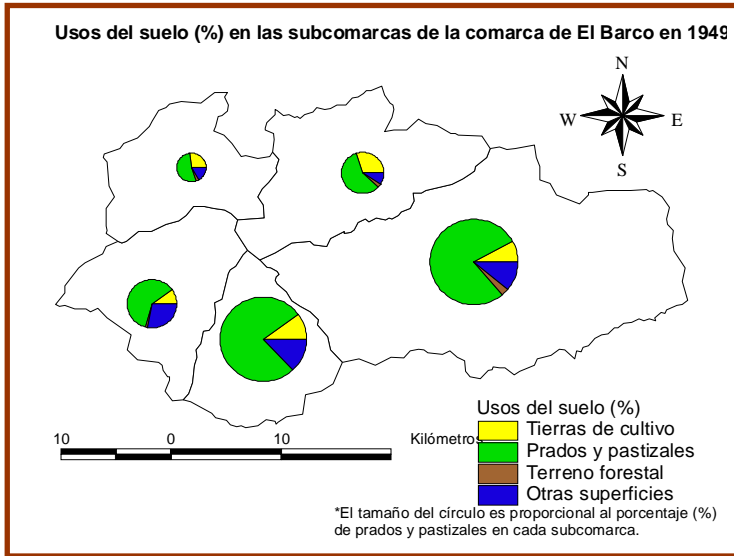 Usos del suelo (%) en las subcomarcas de la comarca de El Barco en 1949
N
W E
S
10 0 10 Kilómetros
Usos del suelo (%)
Tierras de cultivo
Prados y pastizales
Terreno forestal
Otras superficies
*El tamaño del círculo es proporcional al porcentaje (%)
de prados y pastizales en cada subcomarca.